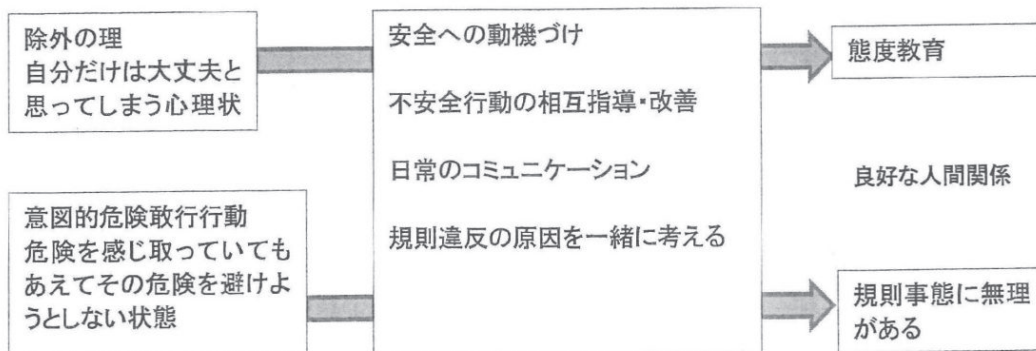 除外の理
自分だけは大丈夫と
思ってしまう心理状
意図的危険敢行行動
危険を感じ取っていても
あえてその危険を避けよ
うとしない状態
安全への動機づけ
不安全行動の相互指導・改善
日常のコミュニケーション
規則違反の原因を一緒に考える
態度教育
良好な人間関係
規則事態に無理
がある